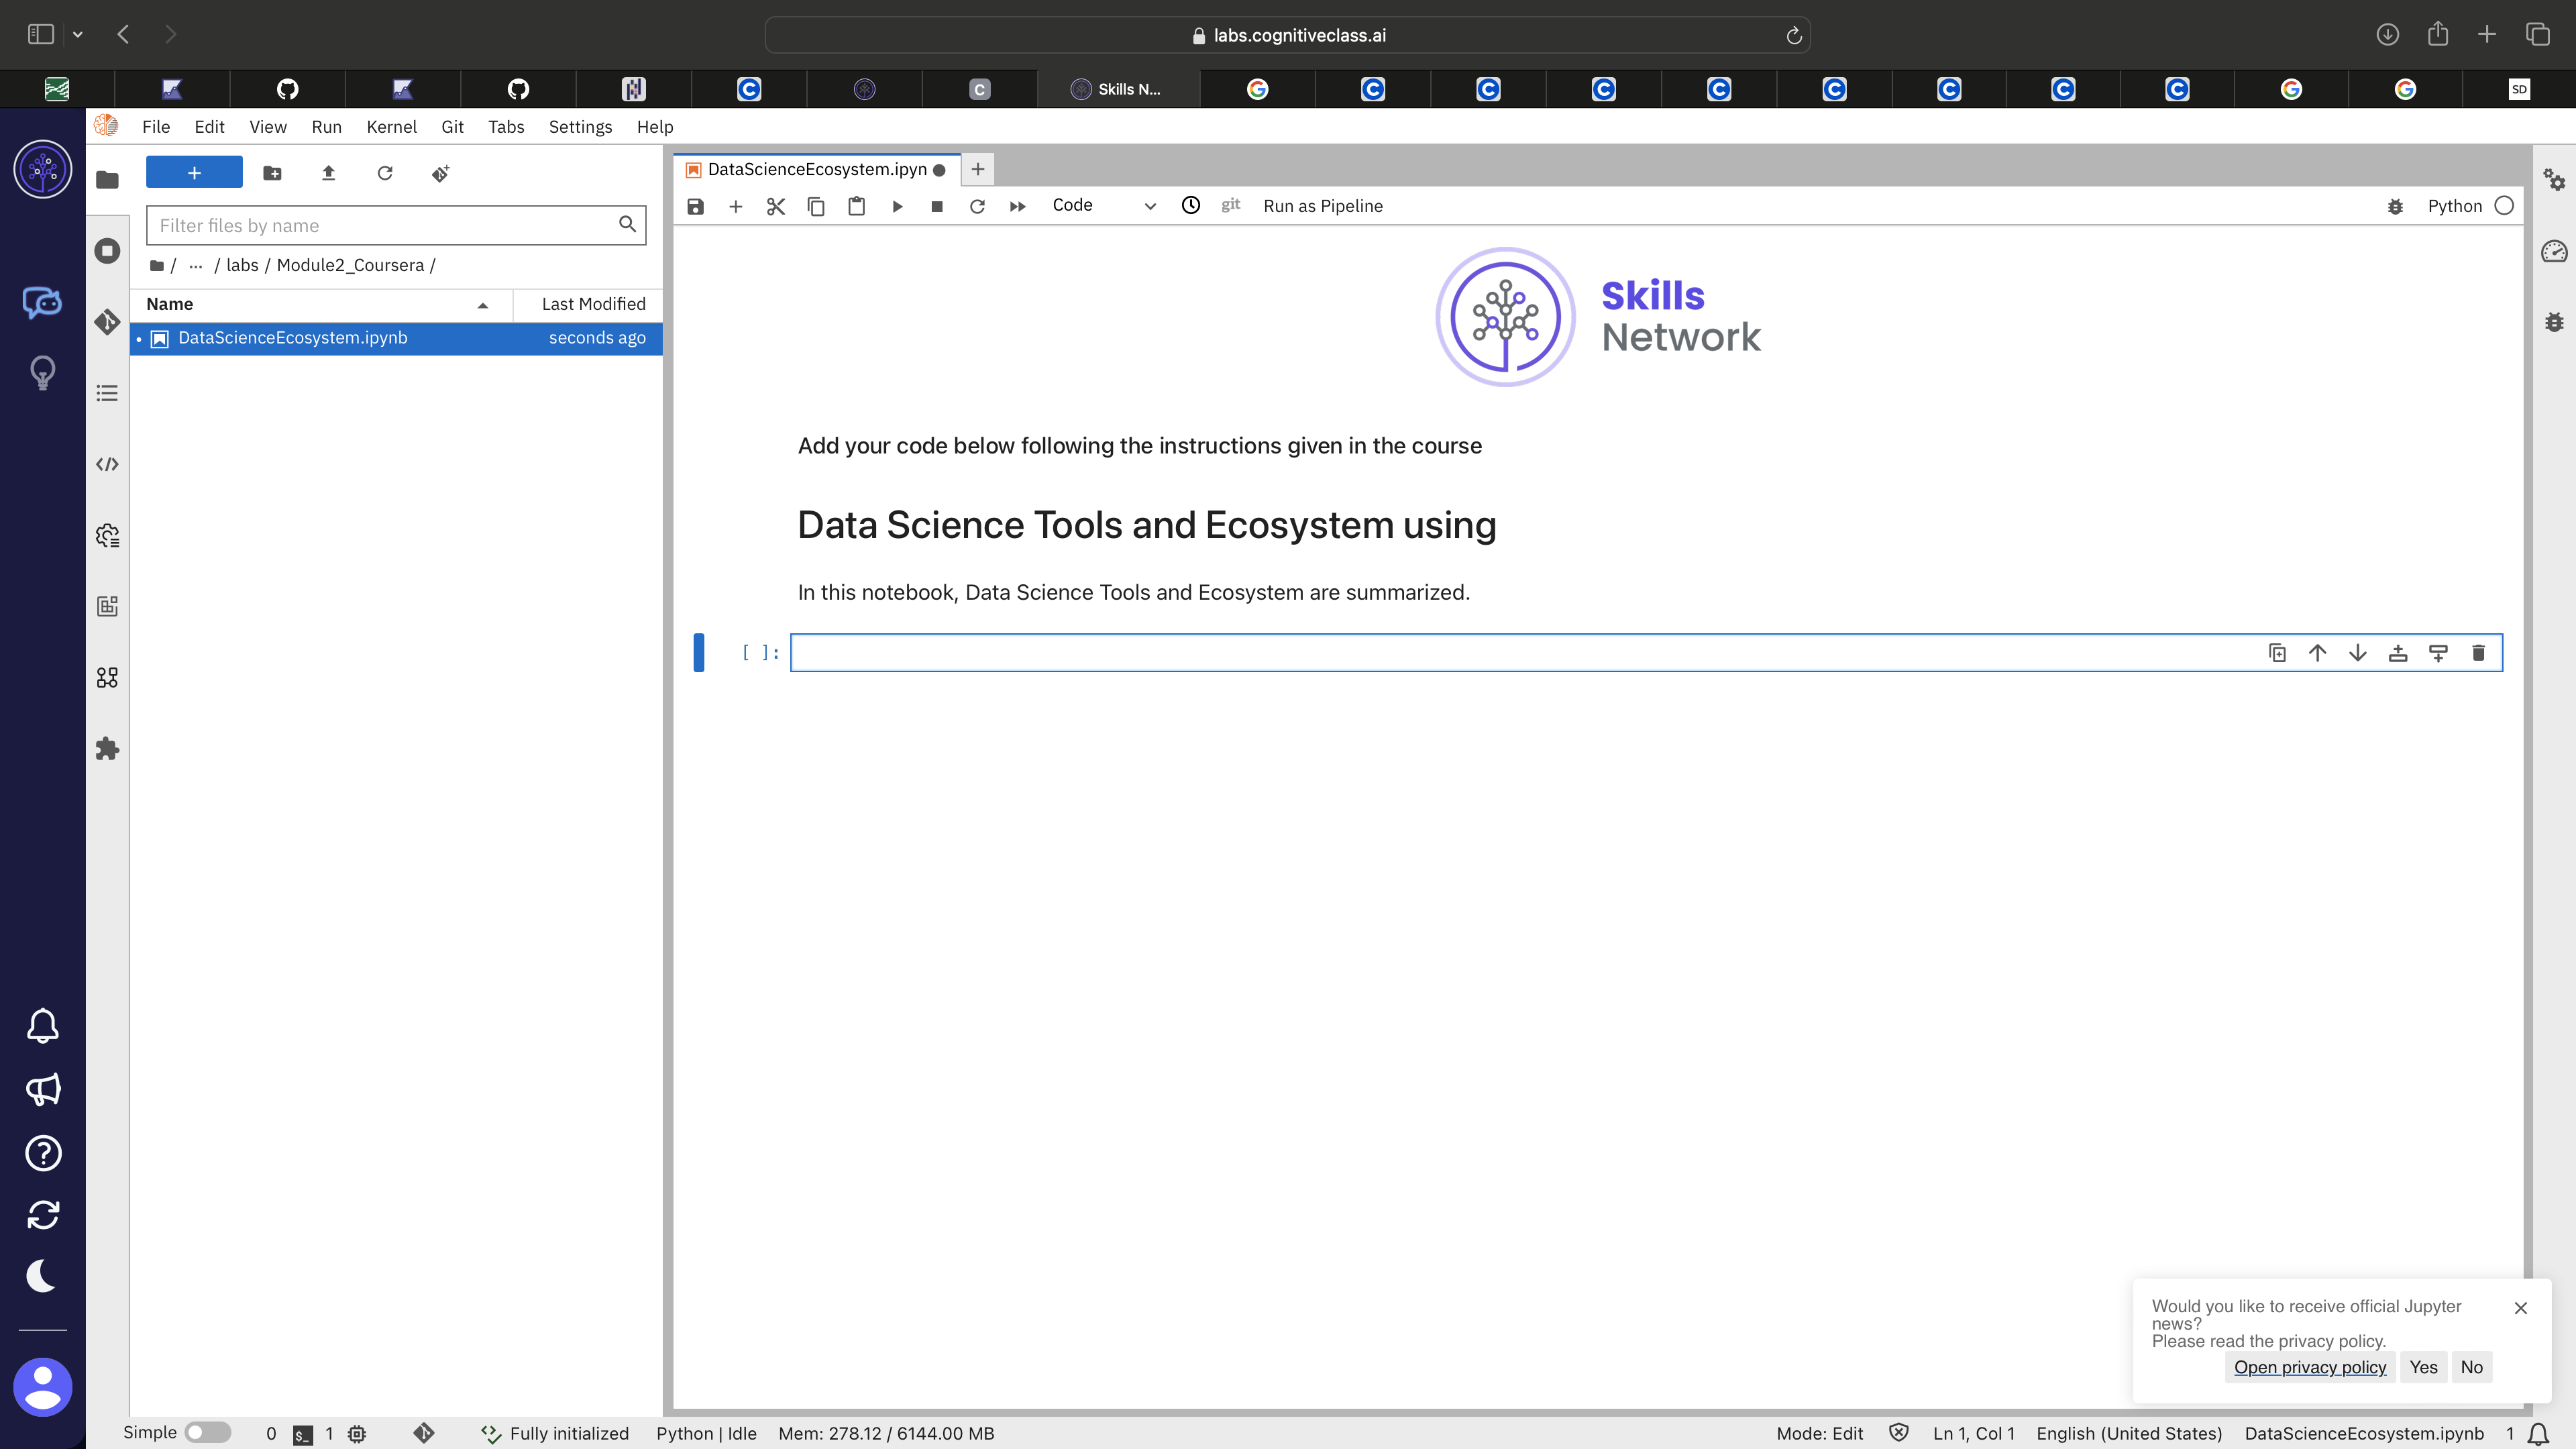 labs.cognitiveclass.ai
C
C
Skills N...
G
C
C
C
C
C
C
C
C
G
G
SD
File Edit View Run Kernel Git Tabs Settings Help
DataScienceEcosystem.ipyn
Code
git
Run as Pipeline
Python
Filter files by name
/ ... / labs / Module2_Coursera /
Name
Last Modified
DataScienceEcosystem.ipynb
seconds ago
Skills
Network
Add your code below following the instructions given in the course
Data Science Tools and Ecosystem using
In this notebook, Data Science Tools and Ecosystem are summarized.
[ ]:
Would you like to receive official Jupyter
news?
Please read the privacy policy.
Open privacy policy
Yes
No
Simple
0
$_
1
Fully initialized
Python | Idle
Mem: 278.12 / 6144.00 MB
Mode: Edit
Ln 1, Col 1
English (United States)
DataScienceEcosystem.ipynb
1